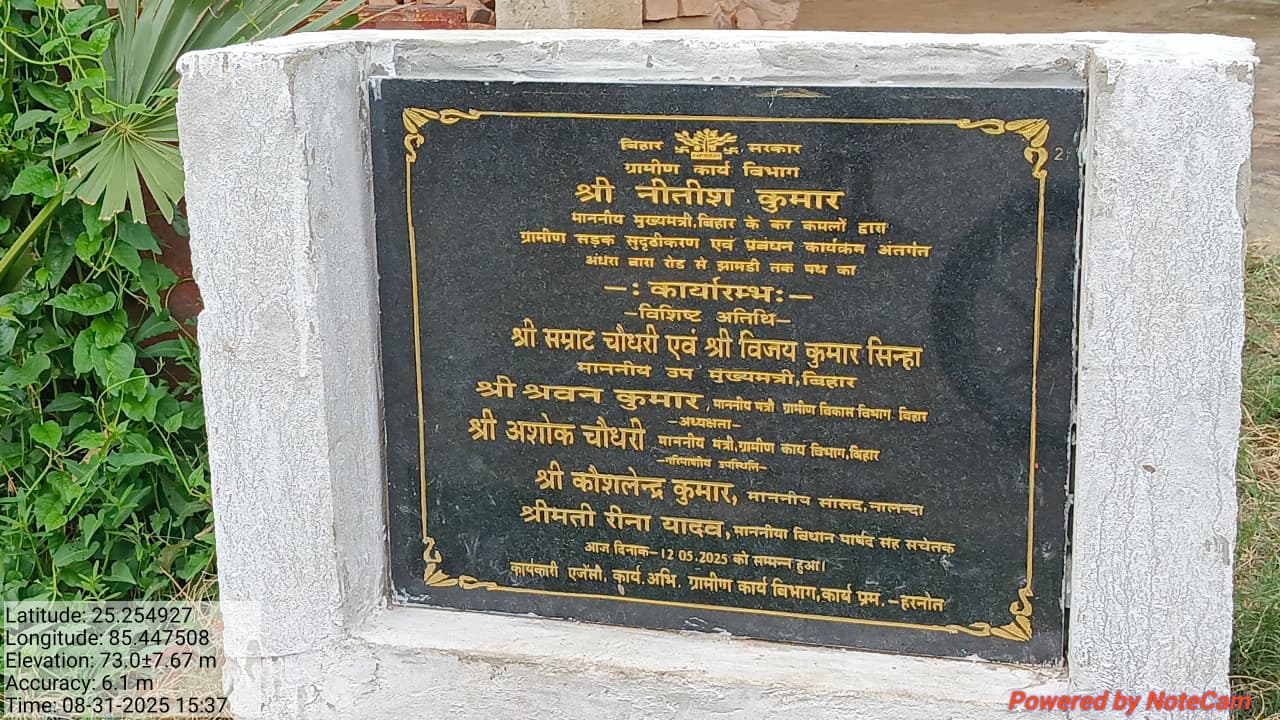 बिहार सरकार
ग्रामीण कार्य विभाग
श्री नीतीश कुमार
माननीय मुख्यमंत्री,बिहार के कर कमलों द्वारा
ग्रामीण सड़क सुदृढीकरण एवं प्रबंधन कार्यकम अंतर्गत
अंधरा बारा रोड से झामडी तक पथ का
–: कार्यारम्भ:–
–विशिष्ट अतिथि–
श्री सम्राट चौधरी एवं श्री विजय कुमार सिन्हा
माननीय उप मुख्यमत्री,बिहार
श्री श्रवन कुमार, माननीय मंत्री ग्रामीण विकास विभाग, बिहार
–अध्यक्षता–
श्री अशोक चौधरी माननीय मंत्री,ग्रामीण कार्य विभाग,बिहार
–गरिमामीय उपस्थिति–
श्री कौशलेन्द्र कुमार, माननीय सांसद,नालन्दा
श्रीमती रीना यादव, माननीया विधान पार्षद सह सचेतक
आज दिनाक–12 05.2025 को सम्पन्न हुआ।
कार्यकारी एजेंसी, कार्य.अभि. ग्रामीण कार्य विभाग,कार्य प्रम. –हरनोत
Latitude: 25.254927
Longitude: 85.447508
Elevation: 73.0±7.67 m
Accuracy: 6.1 m
Time: 08-31-2025 15:37
Powered by NoteCam